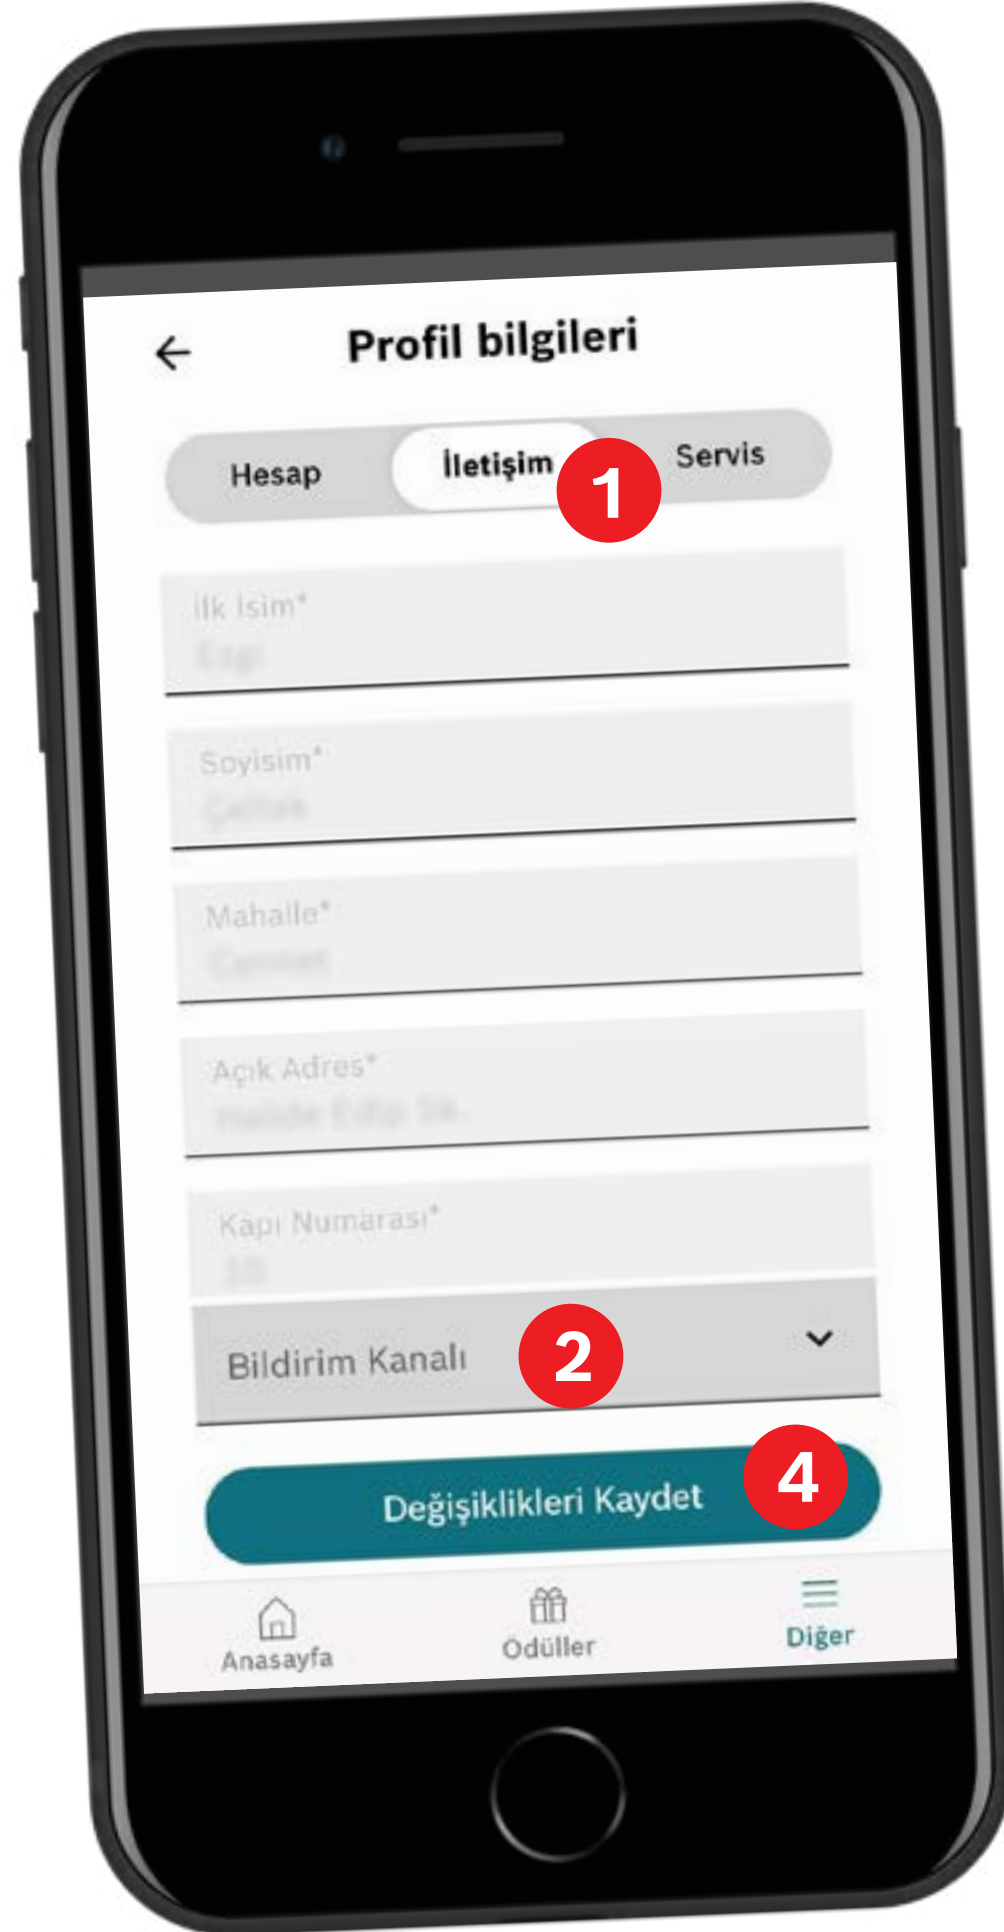 Profil bilgileri
Hesap
İletişim
1
Servis
İlk İsim*
Soyisim*
Mahalle*
Açık Adres*
Kapı Numarası*
Bildirim Kanalı
2
Değişiklikleri Kaydet
4
Anasayfa
Ödüller
Diğer